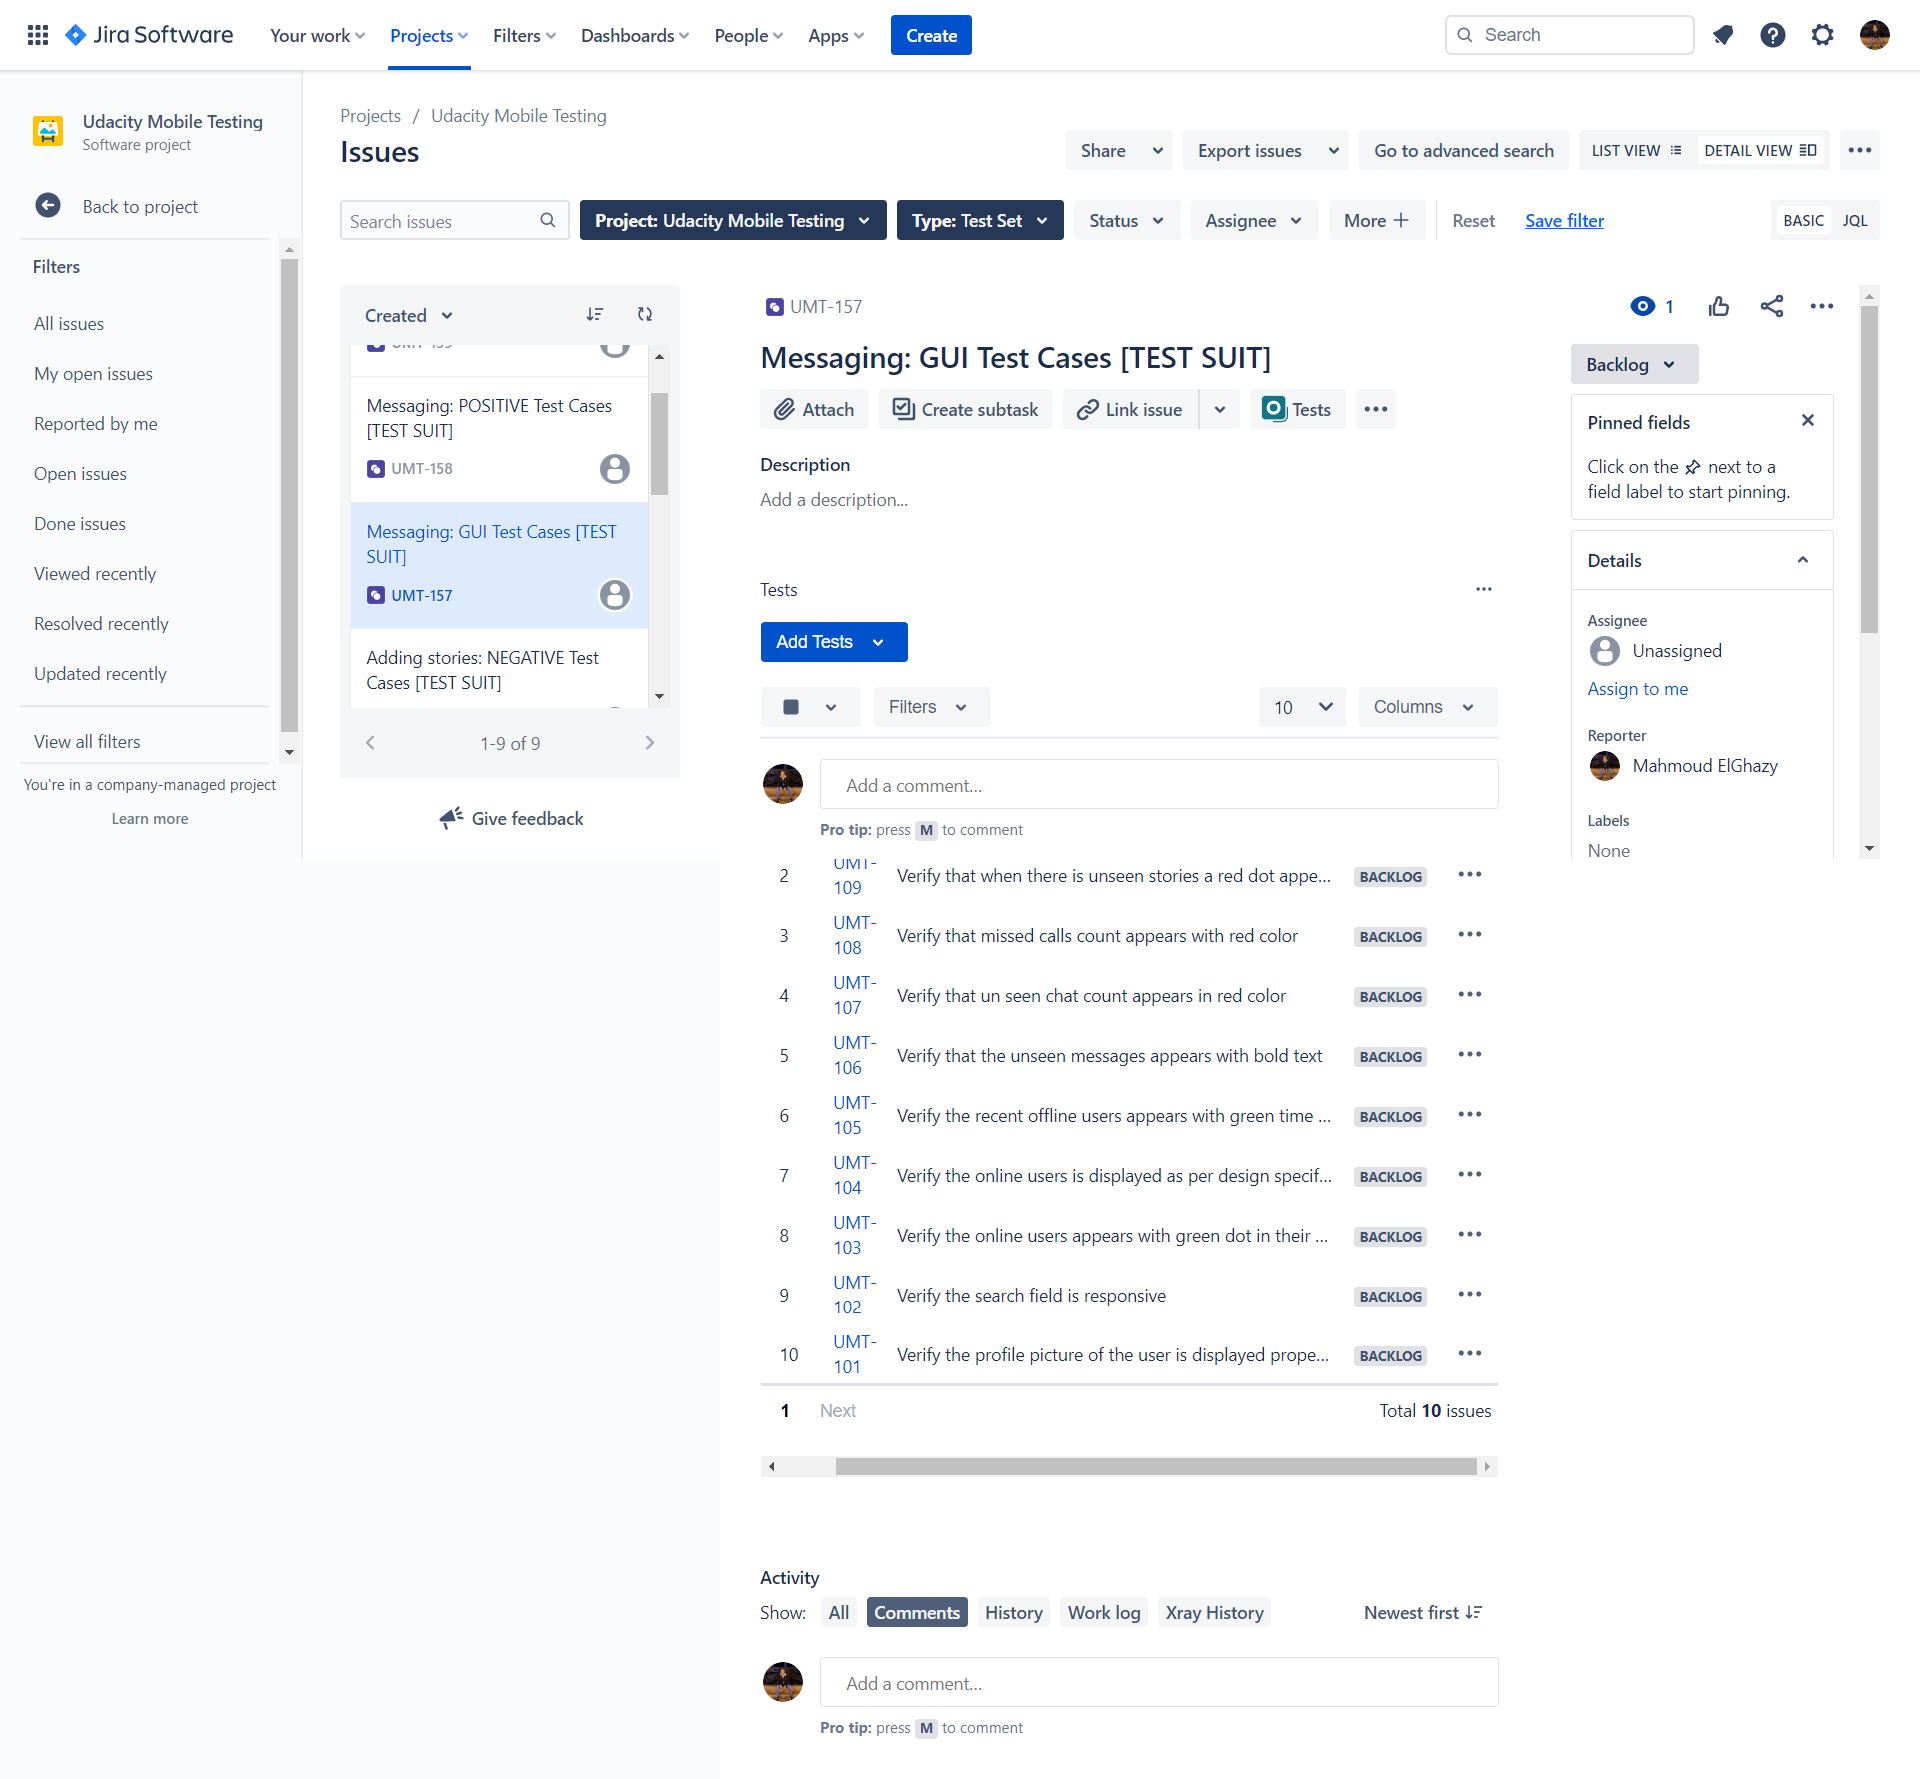 Jira Software
Your work
Projects
Filters
Dashboards
People
Apps
Create
Search
Udacity Mobile Testing
Software project
Back to project
Filters
All issues
My open issues
Reported by me
Open issues
Done issues
Viewed recently
Resolved recently
Updated recently
View all filters
You're in a company-managed project
Learn more
Projects / Udacity Mobile Testing
Issues
Share
Export issues
Go to advanced search
LIST VIEW
DETAIL VIEW
Search issues
Project: Udacity Mobile Testing
Type: Test Set
Status
Assignee
More
Reset
Save filter
BASIC
JQL
Created
Messaging: POSITIVE Test Cases
[TEST SUIT]
UMT-158
Messaging: GUI Test Cases [TEST
SUIT]
UMT-157
Adding stories: NEGATIVE Test
Cases [TEST SUIT]
1-9 of 9
Give feedback
UMT-157
1
Messaging: GUI Test Cases [TEST SUIT]
Attach
Create subtask
Link issue
Tests
Description
Add a description...
Tests
Add Tests
Filters
10
Columns
Add a comment...
Pro tip: press M to comment
2 UMT-109 Verify that when there is unseen stories a red dot appe... BACKLOG
3 UMT-108 Verify that missed calls count appears with red color BACKLOG
4 UMT-107 Verify that un seen chat count appears in red color BACKLOG
5 UMT-106 Verify that the unseen messages appears with bold text BACKLOG
6 UMT-105 Verify the recent offline users appears with green time ... BACKLOG
7 UMT-104 Verify the online users is displayed as per design specif... BACKLOG
8 UMT-103 Verify the online users appears with green dot in their ... BACKLOG
9 UMT-102 Verify the search field is responsive BACKLOG
10 UMT-101 Verify the profile picture of the user is displayed prope... BACKLOG
1 Next
Total 10 issues
Activity
Show: All Comments History Work log Xray History
Newest first
Add a comment...
Pro tip: press M to comment
Backlog
Pinned fields
Click on the next to a
field label to start pinning.
Details
Assignee
Unassigned
Assign to me
Reporter
Mahmoud ElGhazy
Labels
None